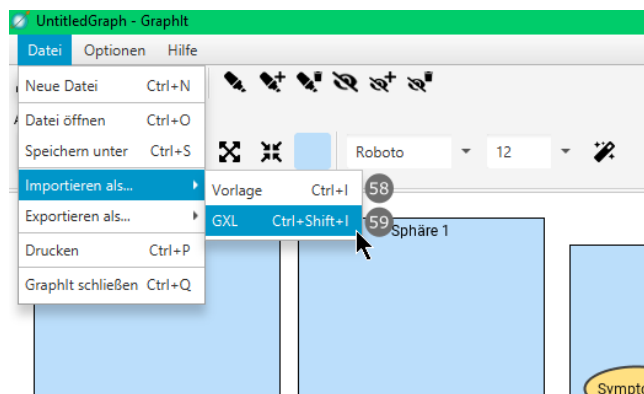 UntitledGraph - GraphIt
Datei Optionen Hilfe
Neue Datei Ctrl+N
Datei öffnen Ctrl+O
Speichern unter Ctrl+S
Roboto 12
Importieren als...
Vorlage Ctrl+I 58
Exportieren als...
GXL Ctrl+Shift+I 59
Sphäre 1
Drucken Ctrl+P
GraphIt schließen Ctrl+Q